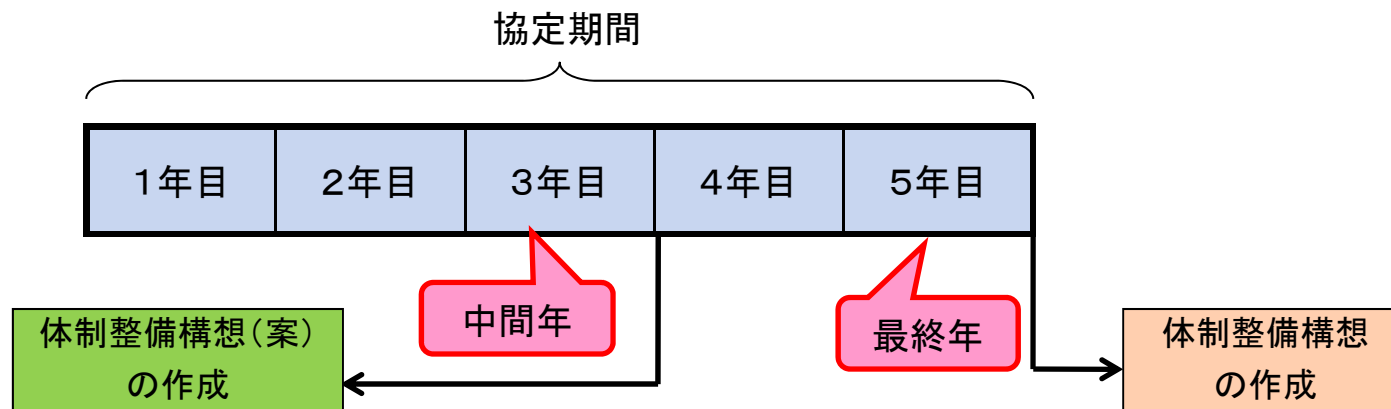 協定期間
1年目
2年目
3年目
4年目
5年目
中間年
最終年
体制整備構想(案)
の作成
体制整備構想
の作成